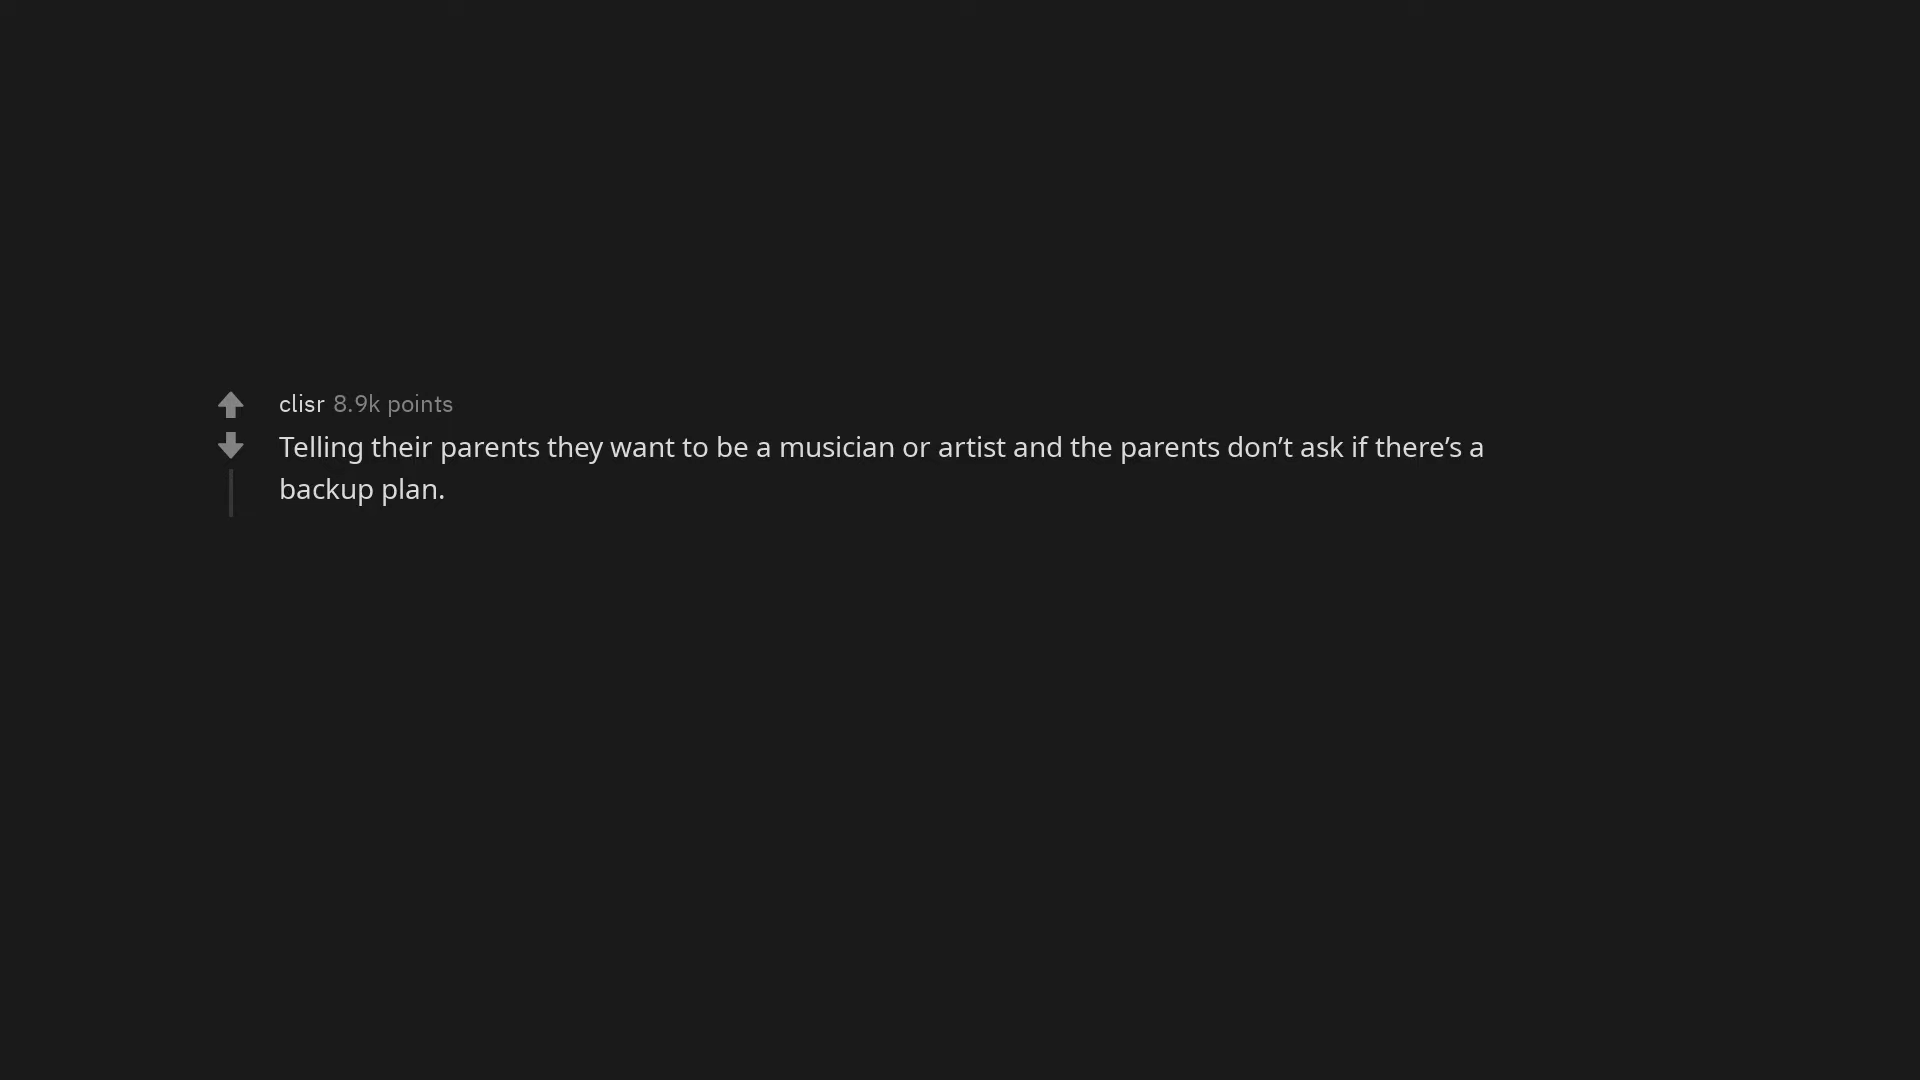 clisr 8.9k points
Telling their parents they want to be a musician or artist and the parents don’t ask if there’s a
backup plan.